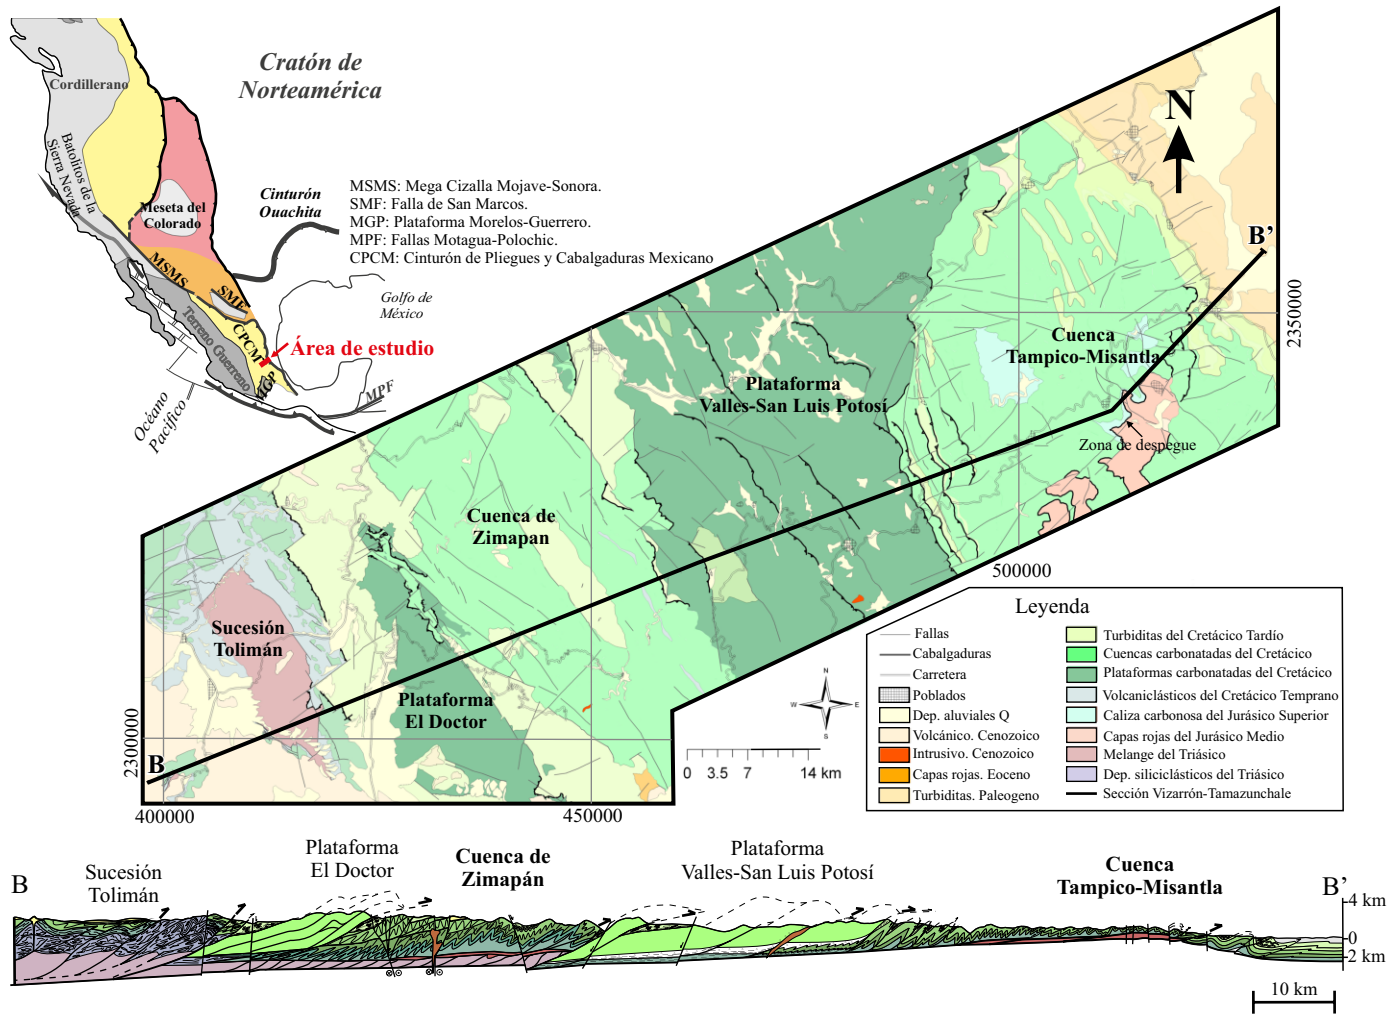 Cratón de
Norteamérica
Cordillerano
Batolitos de la
Sierra Nevada
Meseta del
Colorado
Cinturón
Ouachita
MSMS: Mega Cizalla Mojave-Sonora.
SMF: Falla de San Marcos.
MGP: Plataforma Morelos-Guerrero.
MPF: Fallas Motagua-Polochic.
CPCM: Cinturón de Pliegues y Cabalgaduras Mexicano
MSMS
SMF
Golfo de
México
Terreno Guerrero
CPCM
Área de estudio
MGP
MPF
Océano
Pacífico
N
B'
2350000
Cuenca
Tampico-Misantla
Plataforma
Valles-San Luis Potosí
Zona de despegue
Cuenca de
Zimapan
500000
Sucesión
Tolimán
Plataforma
El Doctor
2300000
B
400000
450000
N
W
E
S
0
3.5
7
14 km
Leyenda
Fallas
Cabalgaduras
Carretera
Poblados
Dep. aluviales Q
Volcánico. Cenozoico
Intrusivo. Cenozoico
Capas rojas. Eoceno
Turbiditas. Paleogeno
Turbiditas del Cretácico Tardío
Cuencas carbonatadas del Cretácico
Plataformas carbonatadas del Cretácico
Volcaniclásticos del Cretácico Temprano
Caliza carbonosa del Jurásico Superior
Capas rojas del Jurásico Medio
Melange del Triásico
Dep. siliciclásticos del Triásico
Sección Vizarrón-Tamazunchale
B
Sucesión
Tolimán
Plataforma
El Doctor
Cuenca de
Zimapán
Plataforma
Valles-San Luis Potosí
Cuenca
Tampico-Misantla
B'
4 km
0
2 km
10 km